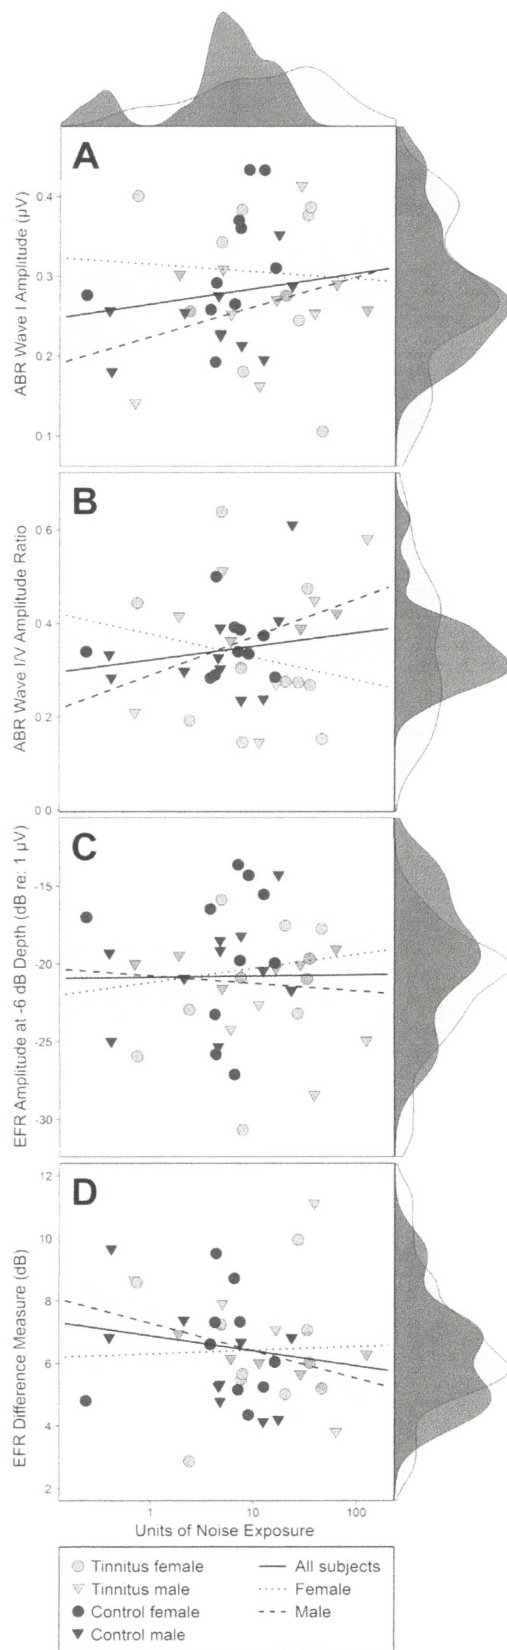 A
ABR Wave I Amplitude (µV)
0.4
0.3
0.2
0.1
B
ABR Wave I/V Amplitude Ratio
0.6
0.4
0.2
0.0
C
EFR Amplitude at -6 dB Depth (dB re: 1 µV)
-15
-20
-25
-30
D
EFR Difference Measure (dB)
12
10
8
6
4
2
1
10
100
Units of Noise Exposure
Tinnitus female
Tinnitus male
Control female
Control male
All subjects
Female
Male